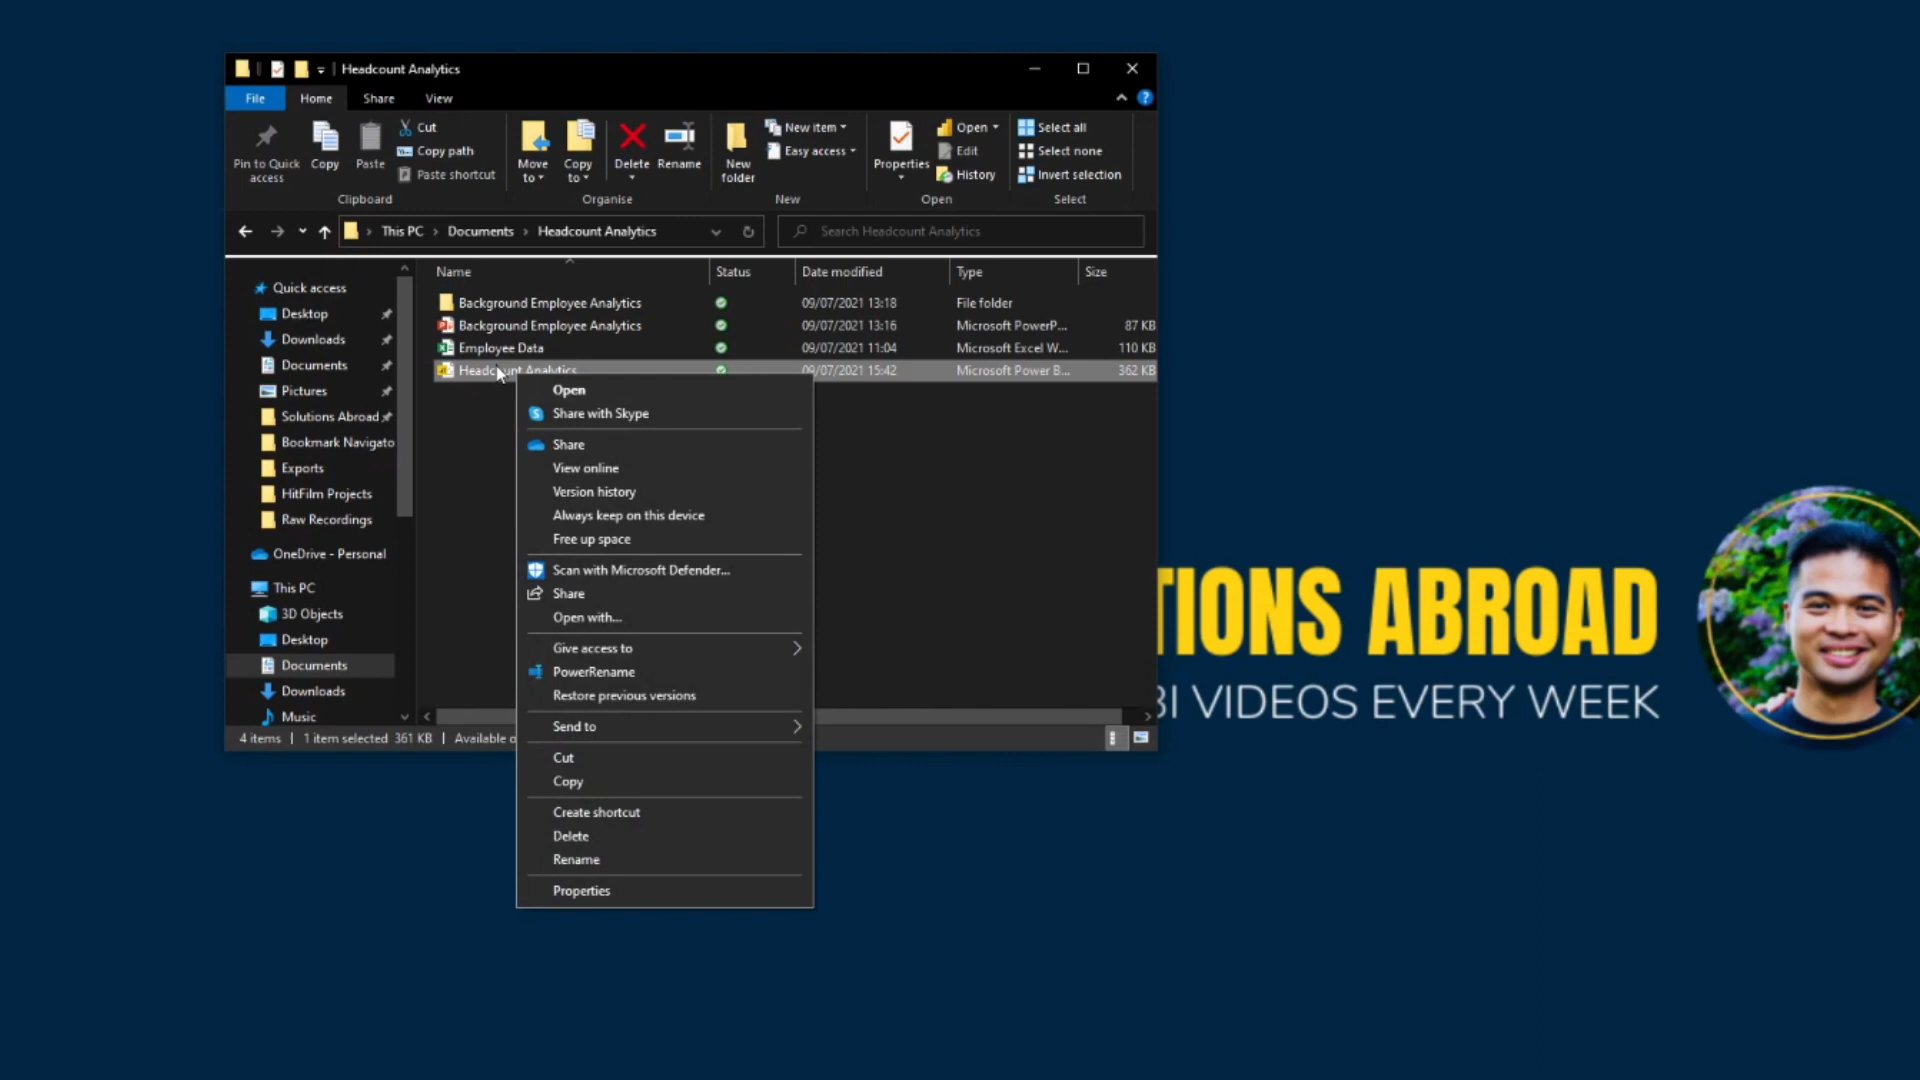 Headcount Analytics
File Home Share View
Pin to Quick access
Copy
Paste
Cut
Copy path
Paste shortcut
Clipboard
Move to
Copy to
Delete
Rename
Organise
New folder
New item
Easy access
New
Properties
Open
Edit
History
Open
Select all
Select none
Invert selection
Select
This PC > Documents > Headcount Analytics
Search Headcount Analytics
Name Status Date modified Type Size
Background Employee Analytics 09/07/2021 13:18 File folder
Background Employee Analytics 09/07/2021 13:16 Microsoft PowerP... 87 KB
Employee Data 09/07/2021 11:04 Microsoft Excel W... 110 KB
Headcount Analytics 09/07/2021 15:42 Microsoft Power B... 362 KB
Quick access
Desktop
Downloads
Documents
Pictures
Solutions Abroad
Bookmark Navigato
Exports
HitFilm Projects
Raw Recordings
OneDrive - Personal
This PC
3D Objects
Desktop
Documents
Downloads
Music
4 items | 1 item selected 361 KB | Available o
Open
Share with Skype
Share
View online
Version history
Always keep on this device
Free up space
Scan with Microsoft Defender...
Share
Open with...
Give access to
PowerRename
Restore previous versions
Send to
Cut
Copy
Create shortcut
Delete
Rename
Properties
TIONS ABROAD
BI VIDEOS EVERY WEEK